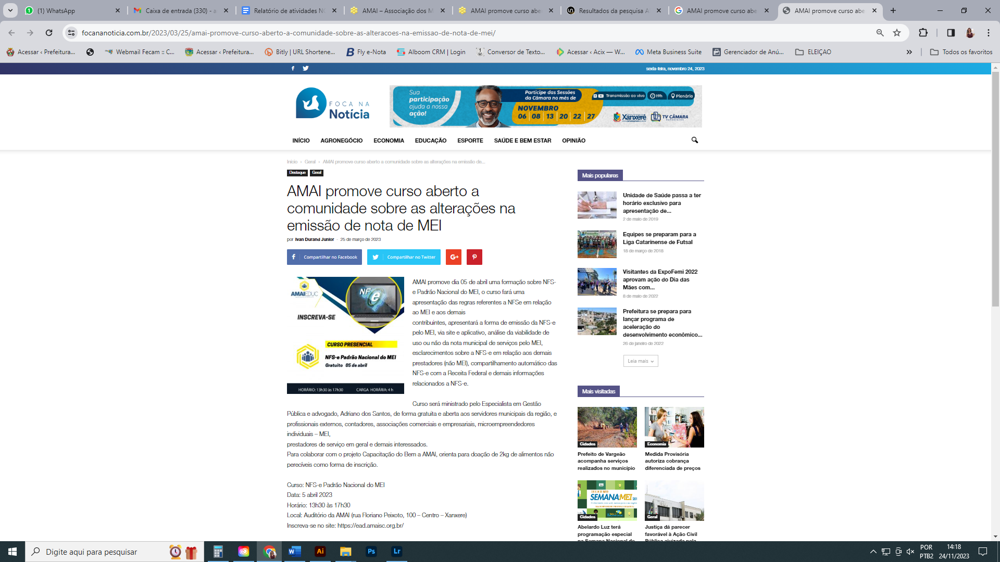 (1) WhatsApp
Caixa de entrada (330) - a
Relatório de atividades NO
AMAI – Associação dos M
AMAI promove curso abe
Resultados da pesquisa A
AMAI promove curso abe
AMAI promove curso abe
focananoticia.com.br/2023/03/25/amai-promove-curso-aberto-a-comunidade-sobre-as-alteracoes-na-emissao-de-nota-de-mei/
Acessar ‹ Prefeitura...
Webmail Fecam :: C...
Acessar ‹ Prefeitura...
Bitly | URL Shortene...
Fly e-Nota
Alboom CRM | Login
Conversor de Texto...
Acessar ‹ Acix — W...
Meta Business Suite
Gerenciador de Anú...
ELEIÇAO
Todos os favoritos
sexta-feira, novembro 24, 2023
FOCA NA
Notícia
Sua
participação
ajuda a nossa
ação!
Participe das Sessões
da Câmara no mês de
NOVEMBRO
06 | 08 | 13 | 20 | 22 | 27
Transmissão ao vivo
19h
Plenário
Xanxerê
TV CÂMARA
INÍCIO
AGRONEGÓCIO
ECONOMIA
EDUCAÇÃO
ESPORTE
SAÚDE E BEM ESTAR
OPINIÃO
Início › Geral › AMAI promove curso aberto a comunidade sobre as alterações na emissão de...
Destaque
Geral
AMAI promove curso aberto a
comunidade sobre as alterações na
emissão de nota de MEI
por Ivan Durand Junior - 25 de março de 2023
Compartilhar no Facebook
Compartilhar no Twitter
AMAIEDUC
NF
e
INSCREVA-SE
CURSO PRESENCIAL
NFS-e Padrão Nacional do MEI
Gratuito 05 de abril
HORÁRIO: 13h30 às 17h30
CARGA HORÁRIA: 4 h
AMAI promove dia 05 de abril uma formação sobre NFS-
e Padrão Nacional do MEI, o curso fará uma
apresentação das regras referentes a NFSe em relação
ao MEI e aos demais
contribuintes, apresentará a forma de emissão da NFS-e
pelo MEI, via site e aplicativo, análise da viabilidade de
uso ou não da nota municipal de serviços pelo MEI,
esclarecimentos sobre a NFS-e em relação aos demais
prestadores (não MEI), compartilhamento automático das
NFS-e com a Receita Federal e demais informações
relacionados a NFS-e.
Curso será ministrado pelo Especialista em Gestão
Pública e advogado, Adriano dos Santos, de forma gratuita e aberta aos servidores municipais da região, e
profissionais externos, contadores, associações comerciais e empresariais, microempreendedores
individuais – MEI,
prestadores de serviço em geral e demais interessados.
Para colaborar com o projeto Capacitação do Bem a AMAI, orienta para doação de 2kg de alimentos não
perecíveis como forma de inscrição.
Curso: NFS-e Padrão Nacional do MEI
Data: 5 abril 2023
Horário: 13h30 às 17h30
Local: Auditório da AMAI (rua Floriano Peixoto, 100 – Centro – Xanxere)
Inscreva-se no site: https://ead.amaisc.org.br/
Mais populares
Unidade de Saúde passa a ter
horário exclusivo para
apresentação de...
2 de maio de 2019
Equipes se preparam para a
Liga Catarinense de Futsal
18 de março de 2018
Visitantes da ExpoFemi 2022
aprovam ação do Dia das
Mães com...
8 de maio de 2022
Prefeitura se prepara para
lançar programa de
aceleração do
desenvolvimento econômico...
26 de janeiro de 2022
Leia mais
Mais visitadas
Cidades
Prefeito de Vargeão
acompanha serviços
realizados no município
Economia
Medida Provisória
autoriza cobrança
diferenciada de preços
SEMANAMEI
Cidades
Abelardo Luz terá
programação especial
na Semana Nacional do
Geral
Justiça dá parecer
favorável à Ação Civil
Pública ajuizada pela
Digite aqui para pesquisar
Ai
Ps
Lr
POR
PTB2
14:18
24/11/2023